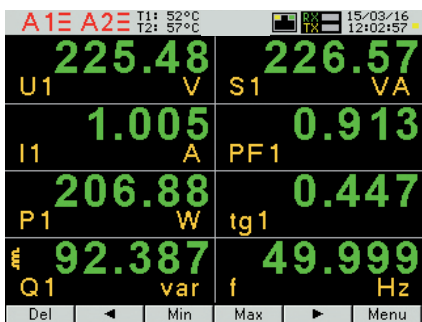 A1 A2 T1: 52°C T2: 57°C RX TX 15/03/16 12:02:57
225.48 226.57
U1 V S1 VA
1.005 0.913
I1 A PF1
206.88 0.447
P1 W tg1
92.387 49.999
Q1 var f Hz
Del ◄ Min Max ► Menu